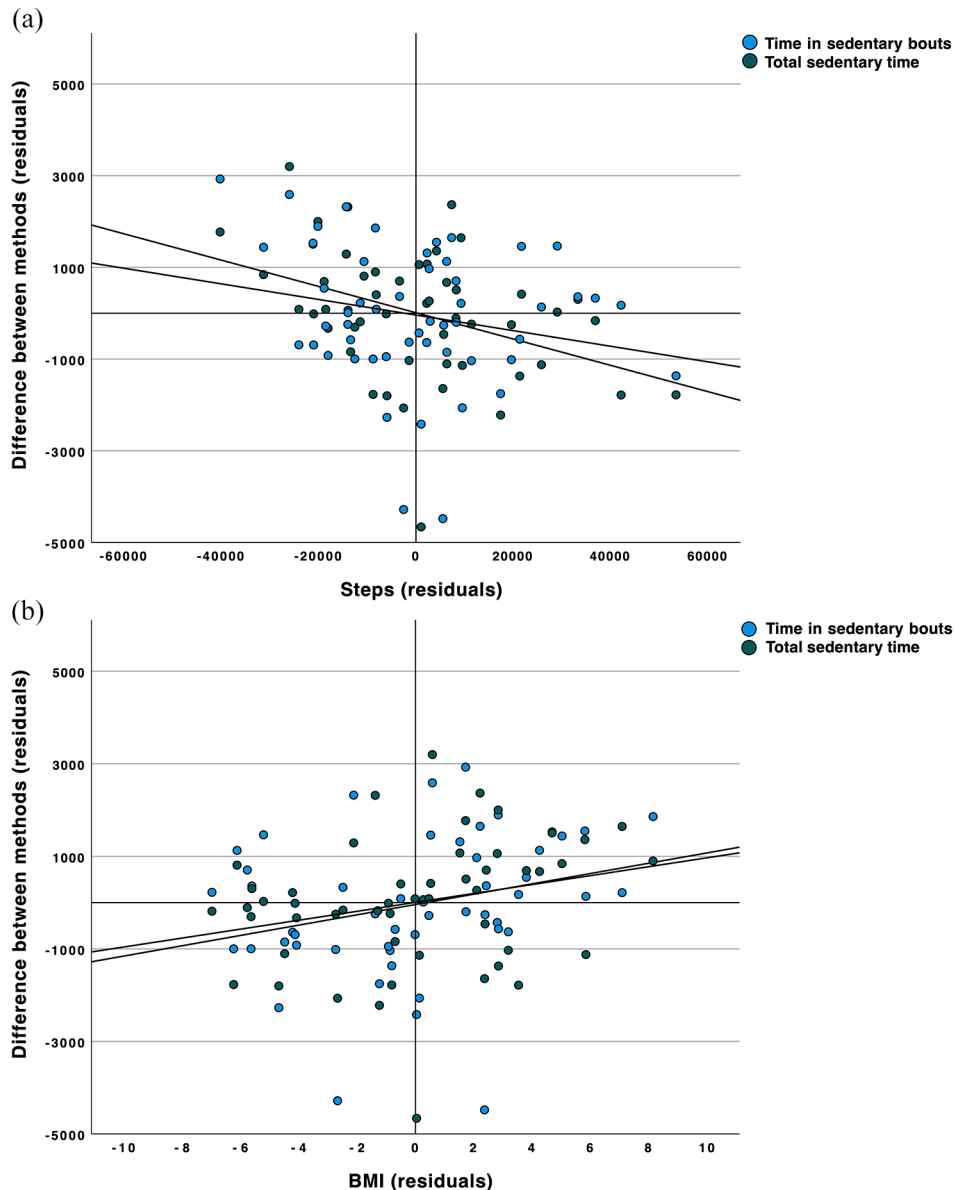 (a)
Time in sedentary bouts
Total sedentary time
Difference between methods (residuals)
5000
3000
1000
-1000
-3000
-5000
-60000 -40000 -20000 0 20000 40000 60000
Steps (residuals)
(b)
Time in sedentary bouts
Total sedentary time
Difference between methods (residuals)
5000
3000
1000
-1000
-3000
-5000
-10 -8 -6 -4 -2 0 2 4 6 8 10
BMI (residuals)